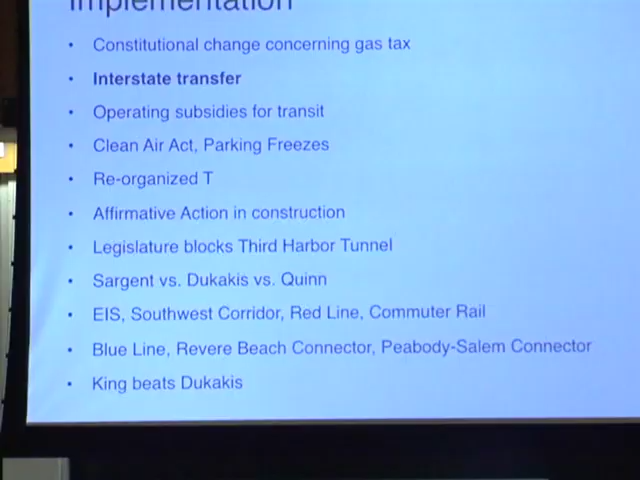 Implementation
• Constitutional change concerning gas tax
• Interstate transfer
• Operating subsidies for transit
• Clean Air Act, Parking Freezes
• Re-organized T
• Affirmative Action in construction
• Legislature blocks Third Harbor Tunnel
• Sargent vs. Dukakis vs. Quinn
• EIS, Southwest Corridor, Red Line, Commuter Rail
• Blue Line, Revere Beach Connector, Peabody-Salem Connector
• King beats Dukakis